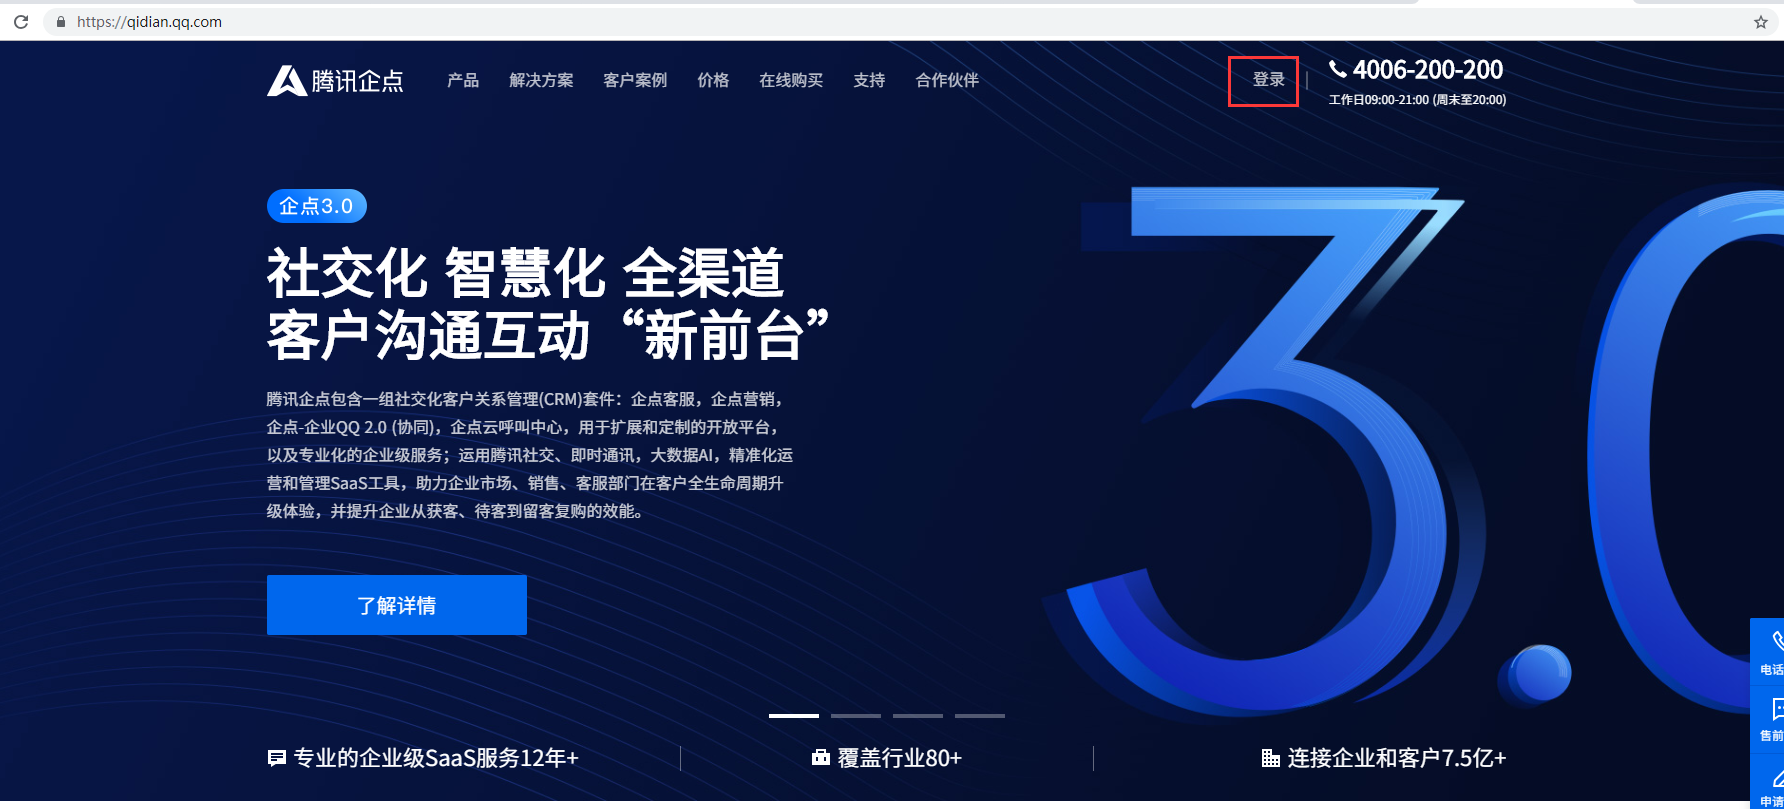 https://qidian.qq.com
腾讯企点 产品 解决方案 客户案例 价格 在线购买 支持 合作伙伴 登录 4006-200-200
工作日09:00-21:00 (周末至20:00)
企点3.0
社交化 智慧化 全渠道
客户沟通互动“新前台”
3.0
腾讯企点包含一组社交化客户关系管理(CRM)套件：企点客服，企点营销，
企点-企业QQ 2.0 (协同)，企点云呼叫中心，用于扩展和定制的开放平台，
以及专业化的企业级服务；运用腾讯社交、即时通讯，大数据AI，精准化运
营和管理SaaS工具，助力企业市场、销售、客服部门在客户全生命周期升
级体验，并提升企业从获客、待客到留客复购的效能。
了解详情
电话
售前
申请
专业的企业级SaaS服务12年+
覆盖行业80+
连接企业和客户7.5亿+